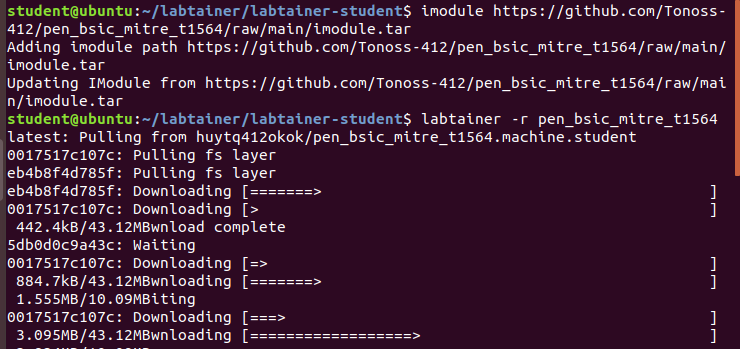 student@ubuntu:~/labtainer/labtainer-student$ imodule https://github.com/Tonoss-
412/pen_bsic_mitre_t1564/raw/main/imodule.tar
Adding imodule path https://github.com/Tonoss-412/pen_bsic_mitre_t1564/raw/main/
imodule.tar
Updating IModule from https://github.com/Tonoss-412/pen_bsic_mitre_t1564/raw/mai
n/imodule.tar
student@ubuntu:~/labtainer/labtainer-student$ labtainer -r pen_bsic_mitre_t1564
latest: Pulling from huytq412okok/pen_bsic_mitre_t1564.machine.student
0017517c107c: Pulling fs layer
eb4b8f4d785f: Pulling fs layer
eb4b8f4d785f: Downloading [=======>                                            ]
0017517c107c: Downloading [>                                                   ]
 442.4kB/43.12MBwnload complete
5db0d0c9a43c: Waiting
0017517c107c: Downloading [=>                                                  ]
 884.7kB/43.12MBwnloading [=======>                                            ]
 1.555MB/10.09MBiting
0017517c107c: Downloading [===>                                                ]
 3.095MB/43.12MBwnloading [==================>                                 ]